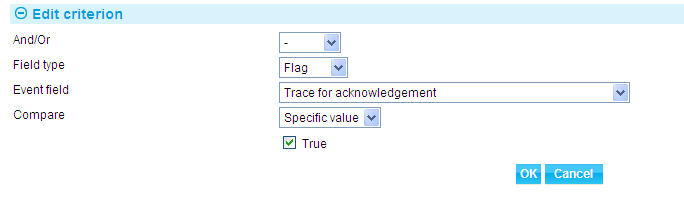 Edit criterion
And/Or -
Field type Flag
Event field Trace for acknowledgement
Compare Specific value
True
OK Cancel